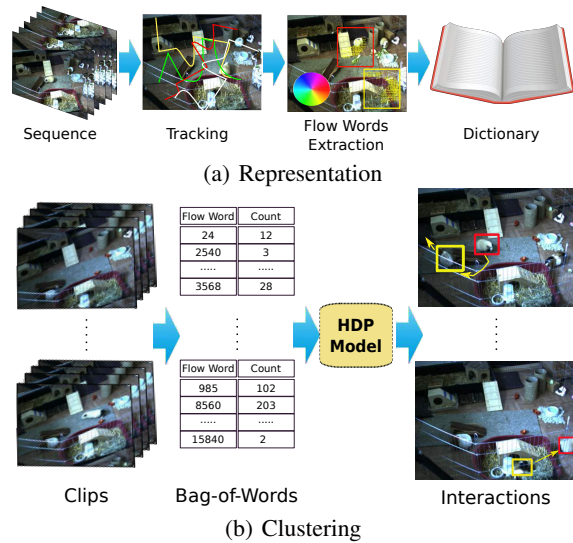 Sequence
Tracking
Flow Words
Extraction
Dictionary
(a) Representation
Flow Word Count
24 12
2540 3
..... .....
3568 28
HDP
Model
Flow Word Count
985 102
8560 203
..... .....
15840 2
Clips
Bag-of-Words
Interactions
(b) Clustering